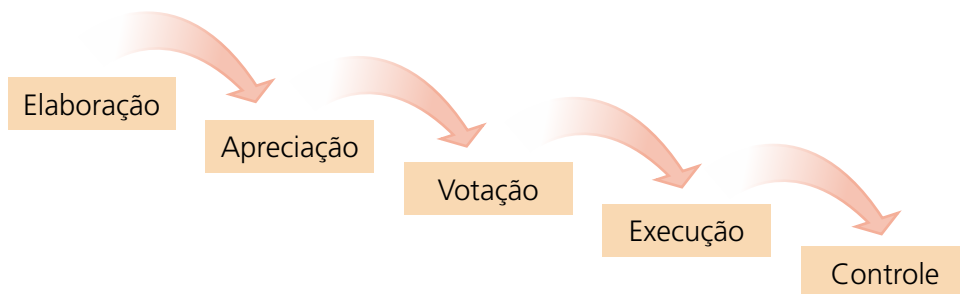 Elaboração
Apreciação
Votação
Execução
Controle